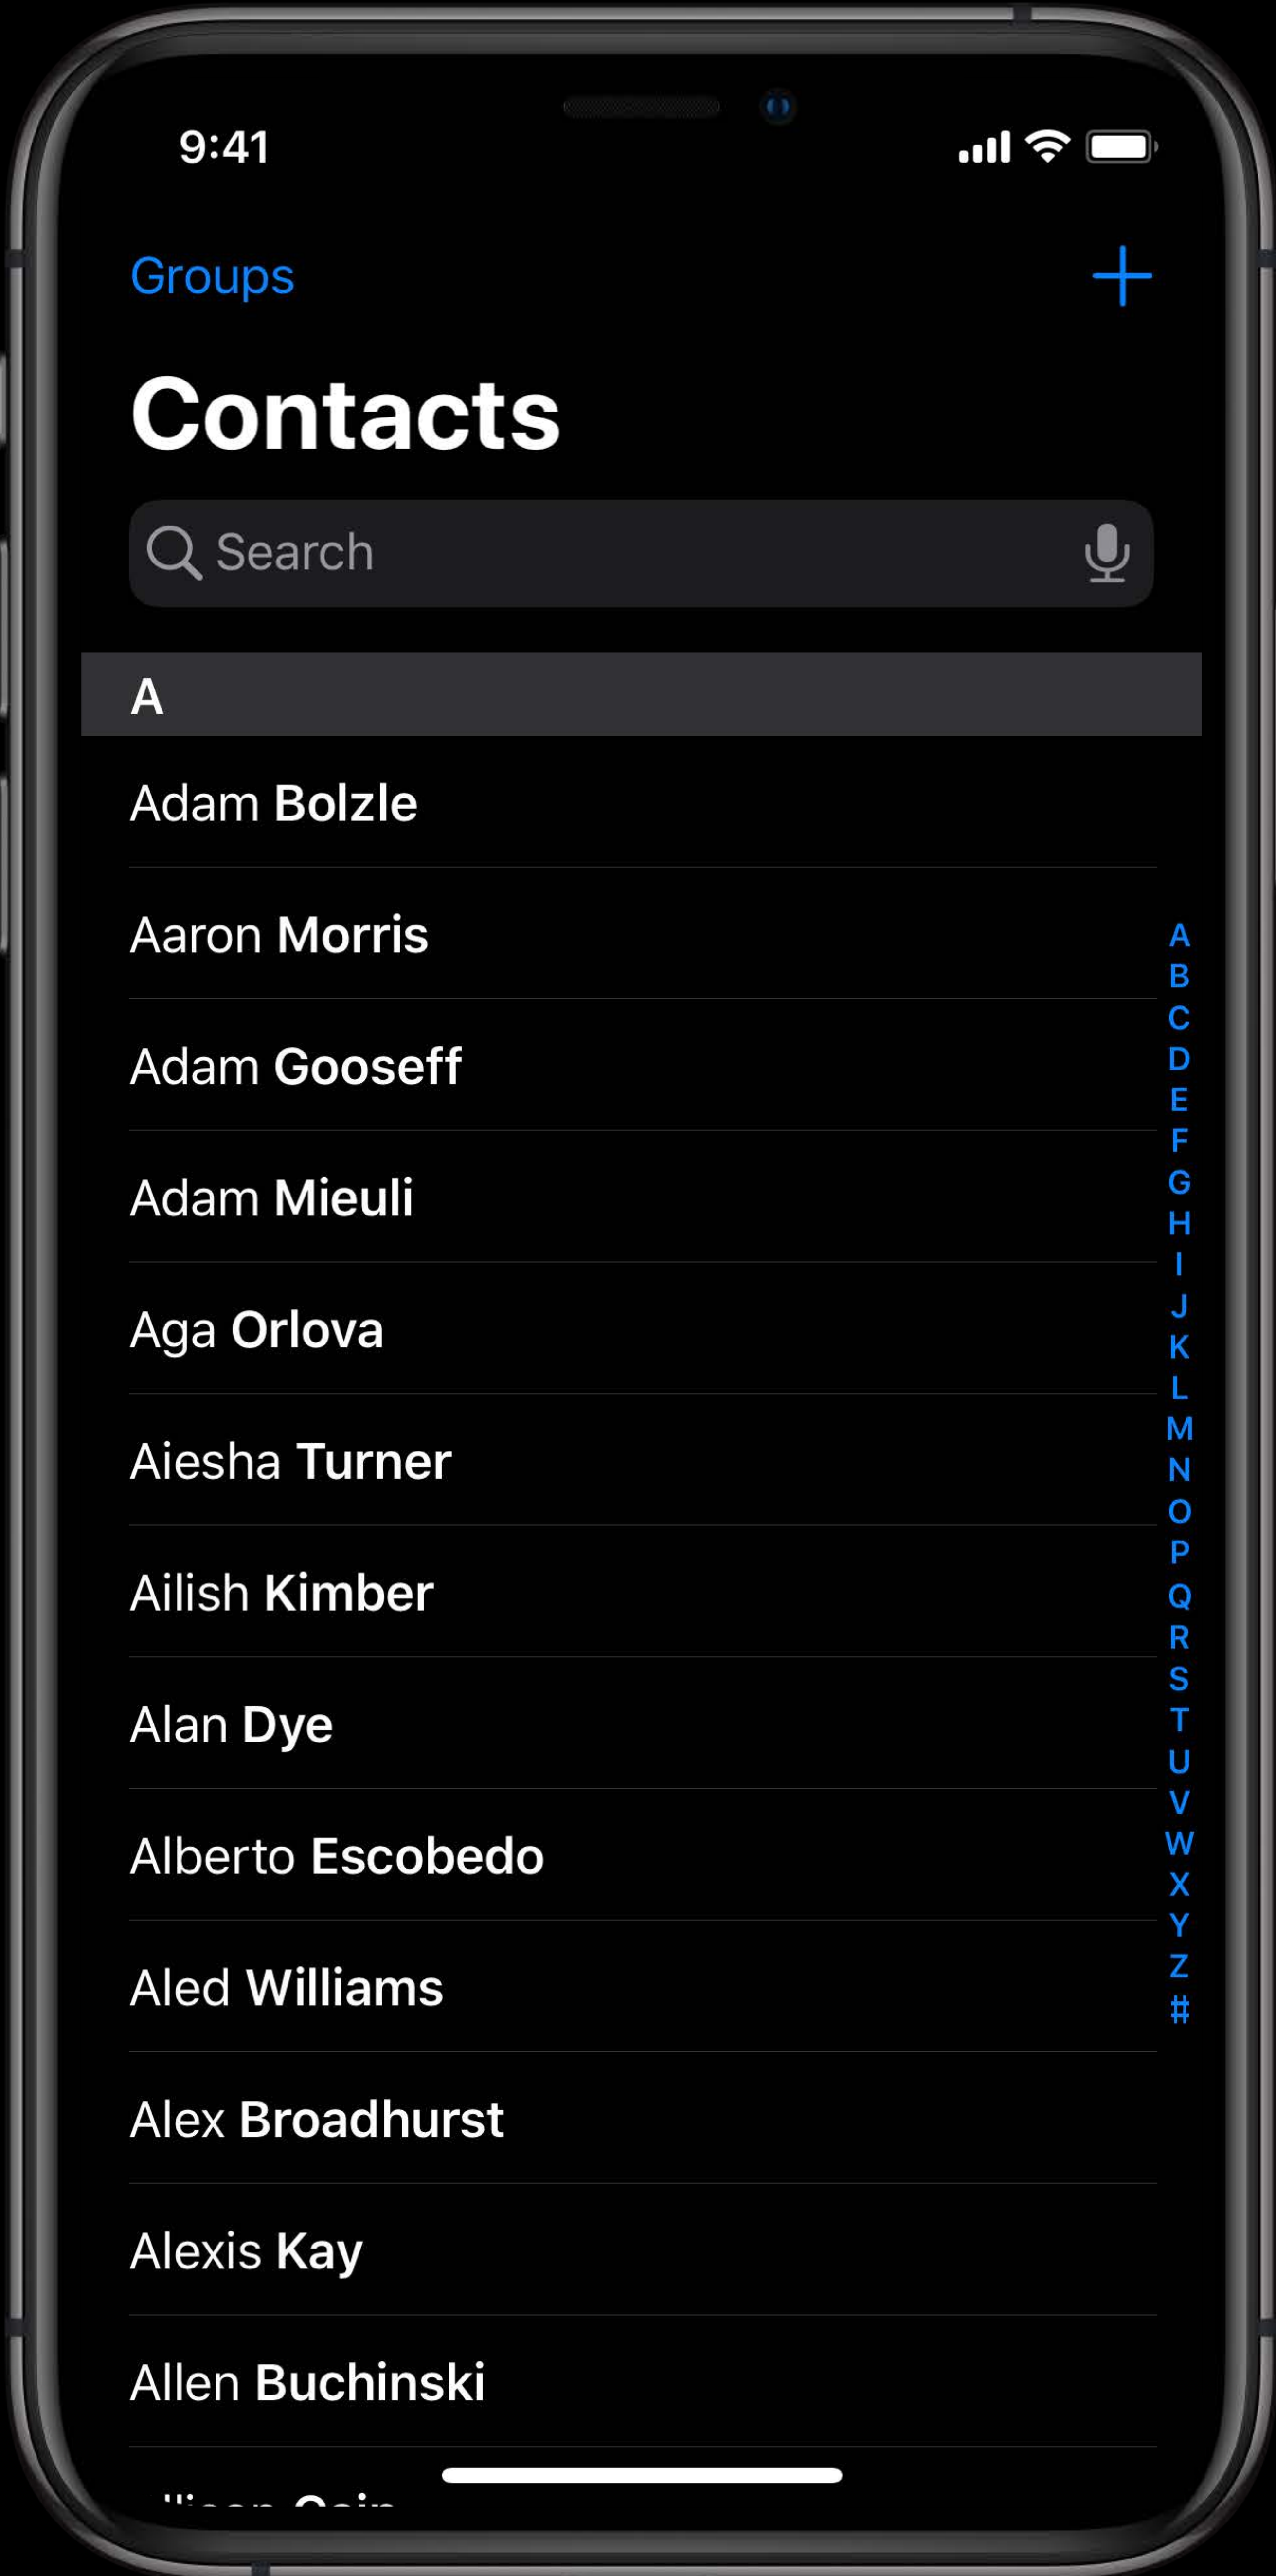 9:41
Groups
Contacts
Search
A
Adam Bolzle
Aaron Morris
Adam Gooseff
Adam Mieuli
Aga Orlova
Aiesha Turner
Ailish Kimber
Alan Dye
Alberto Escobedo
Aled Williams
Alex Broadhurst
Alexis Kay
Allen Buchinski
A
B
C
D
E
F
G
H
I
J
K
L
M
N
O
P
Q
R
S
T
U
V
W
X
Y
Z
#